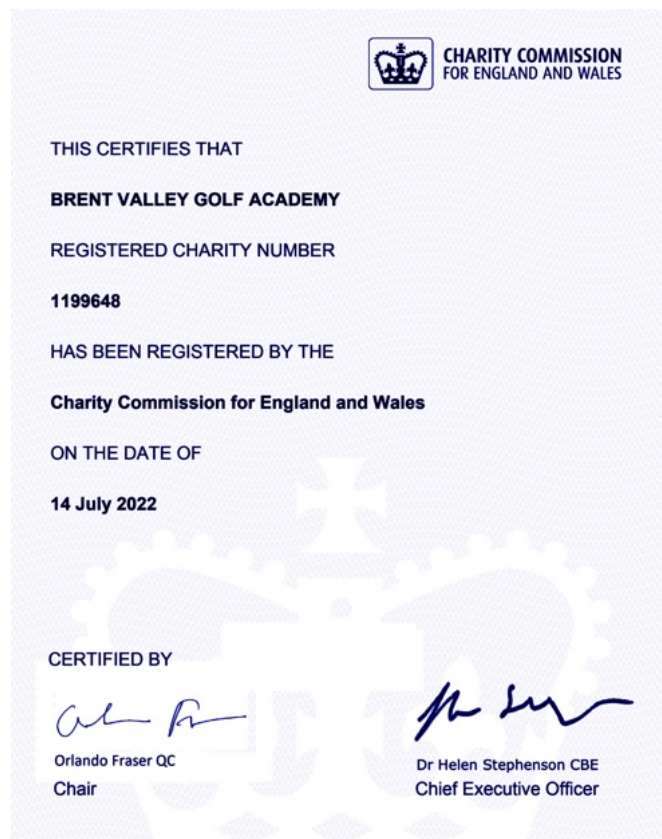 CHARITY COMMISSION
FOR ENGLAND AND WALES
THIS CERTIFIES THAT
BRENT VALLEY GOLF ACADEMY
REGISTERED CHARITY NUMBER
1199648
HAS BEEN REGISTERED BY THE
Charity Commission for England and Wales
ON THE DATE OF
14 July 2022
CERTIFIED BY
Orlando Fraser QC
Chair
Dr Helen Stephenson CBE
Chief Executive Officer